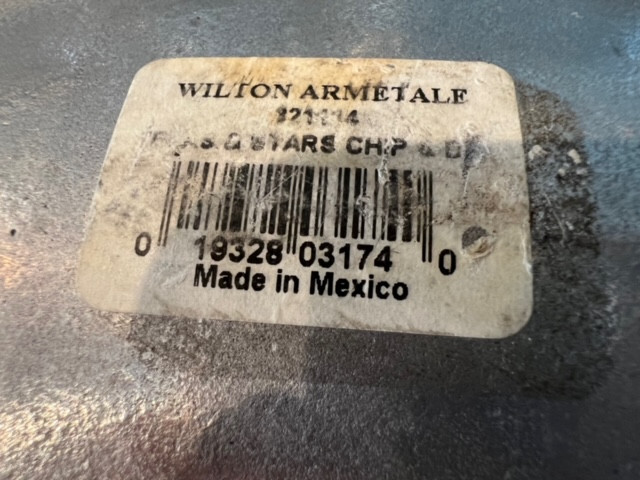 WILTON ARMETALE
& STARS CHIP &
0 19328 03174 0
Made in Mexico